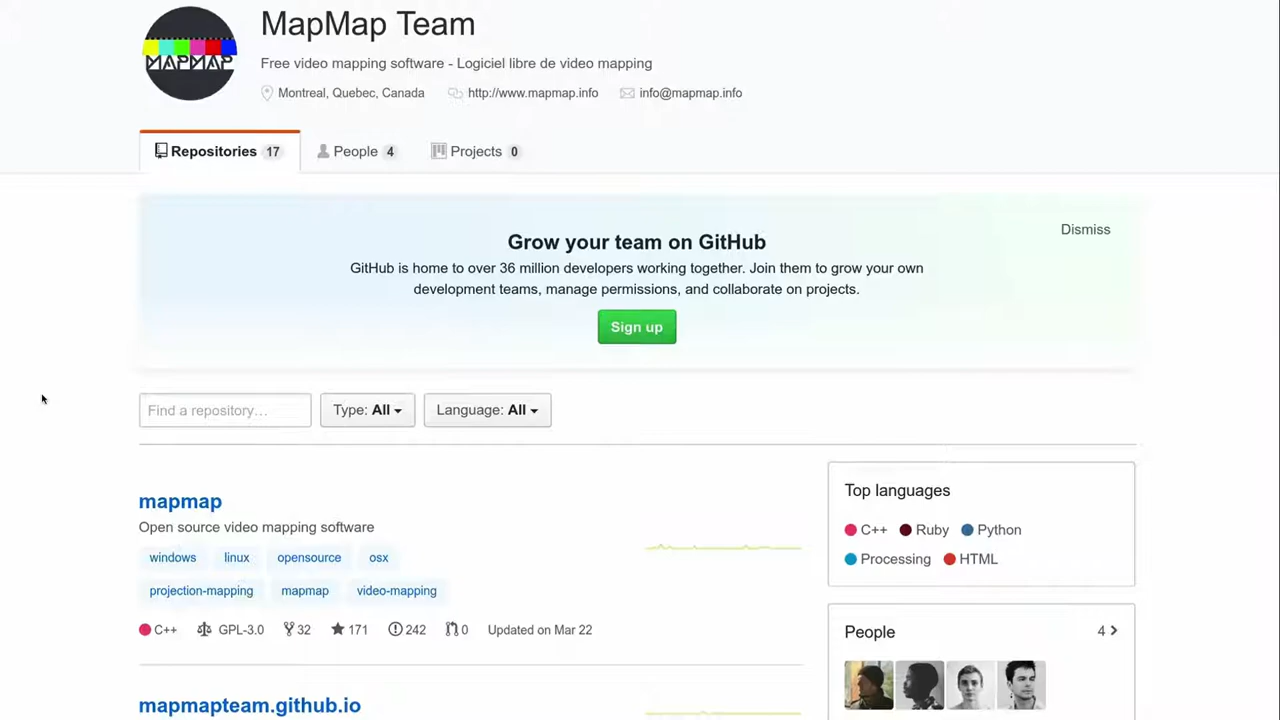 MapMap Team
MAPMAP
Free video mapping software - Logiciel libre de video mapping
Montreal, Quebec, Canada http://www.mapmap.info info@mapmap.info
Repositories 17 People 4 Projects 0
Grow your team on GitHub
Dismiss
GitHub is home to over 36 million developers working together. Join them to grow your own
development teams, manage permissions, and collaborate on projects.
Sign up
Find a repository…
Type: All
Language: All
mapmap
Open source video mapping software
windows linux opensource osx
projection-mapping mapmap video-mapping
C++ GPL-3.0 32 171 242 0 Updated on Mar 22
mapmapteam.github.io
Top languages
C++ Ruby Python
Processing HTML
People 4